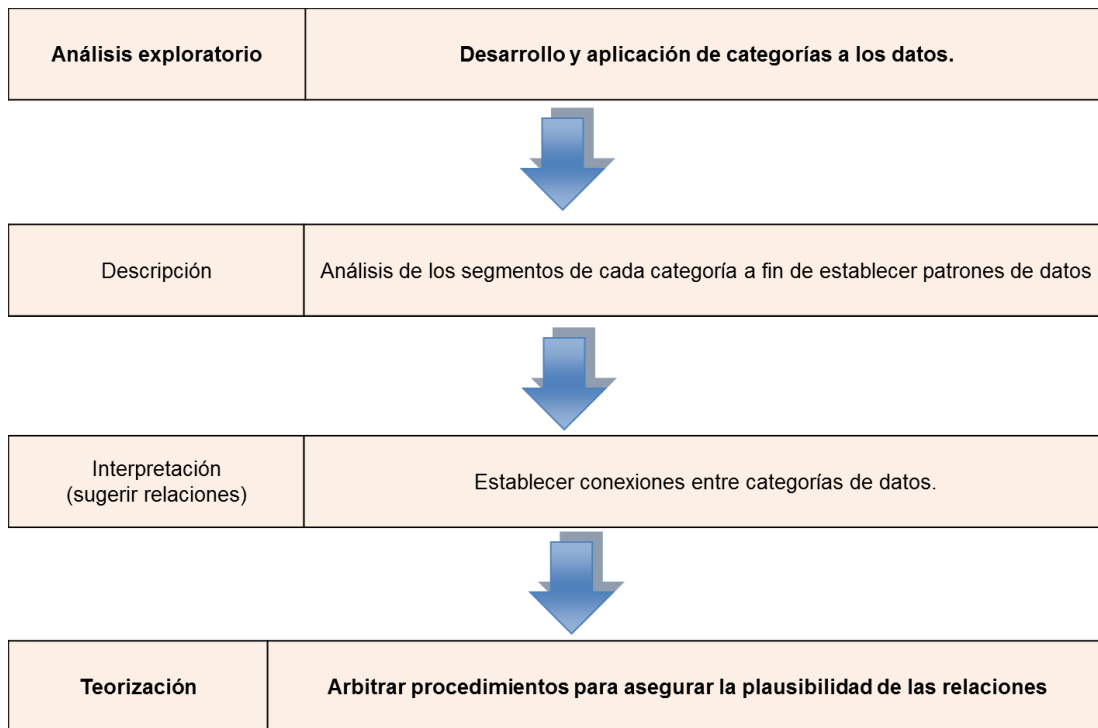 Análisis exploratorio
Desarrollo y aplicación de categorías a los datos.
Descripción
Análisis de los segmentos de cada categoría a fin de establecer patrones de datos
Interpretación
(sugerir relaciones)
Establecer conexiones entre categorías de datos.
Teorización
Arbitrar procedimientos para asegurar la plausibilidad de las relaciones